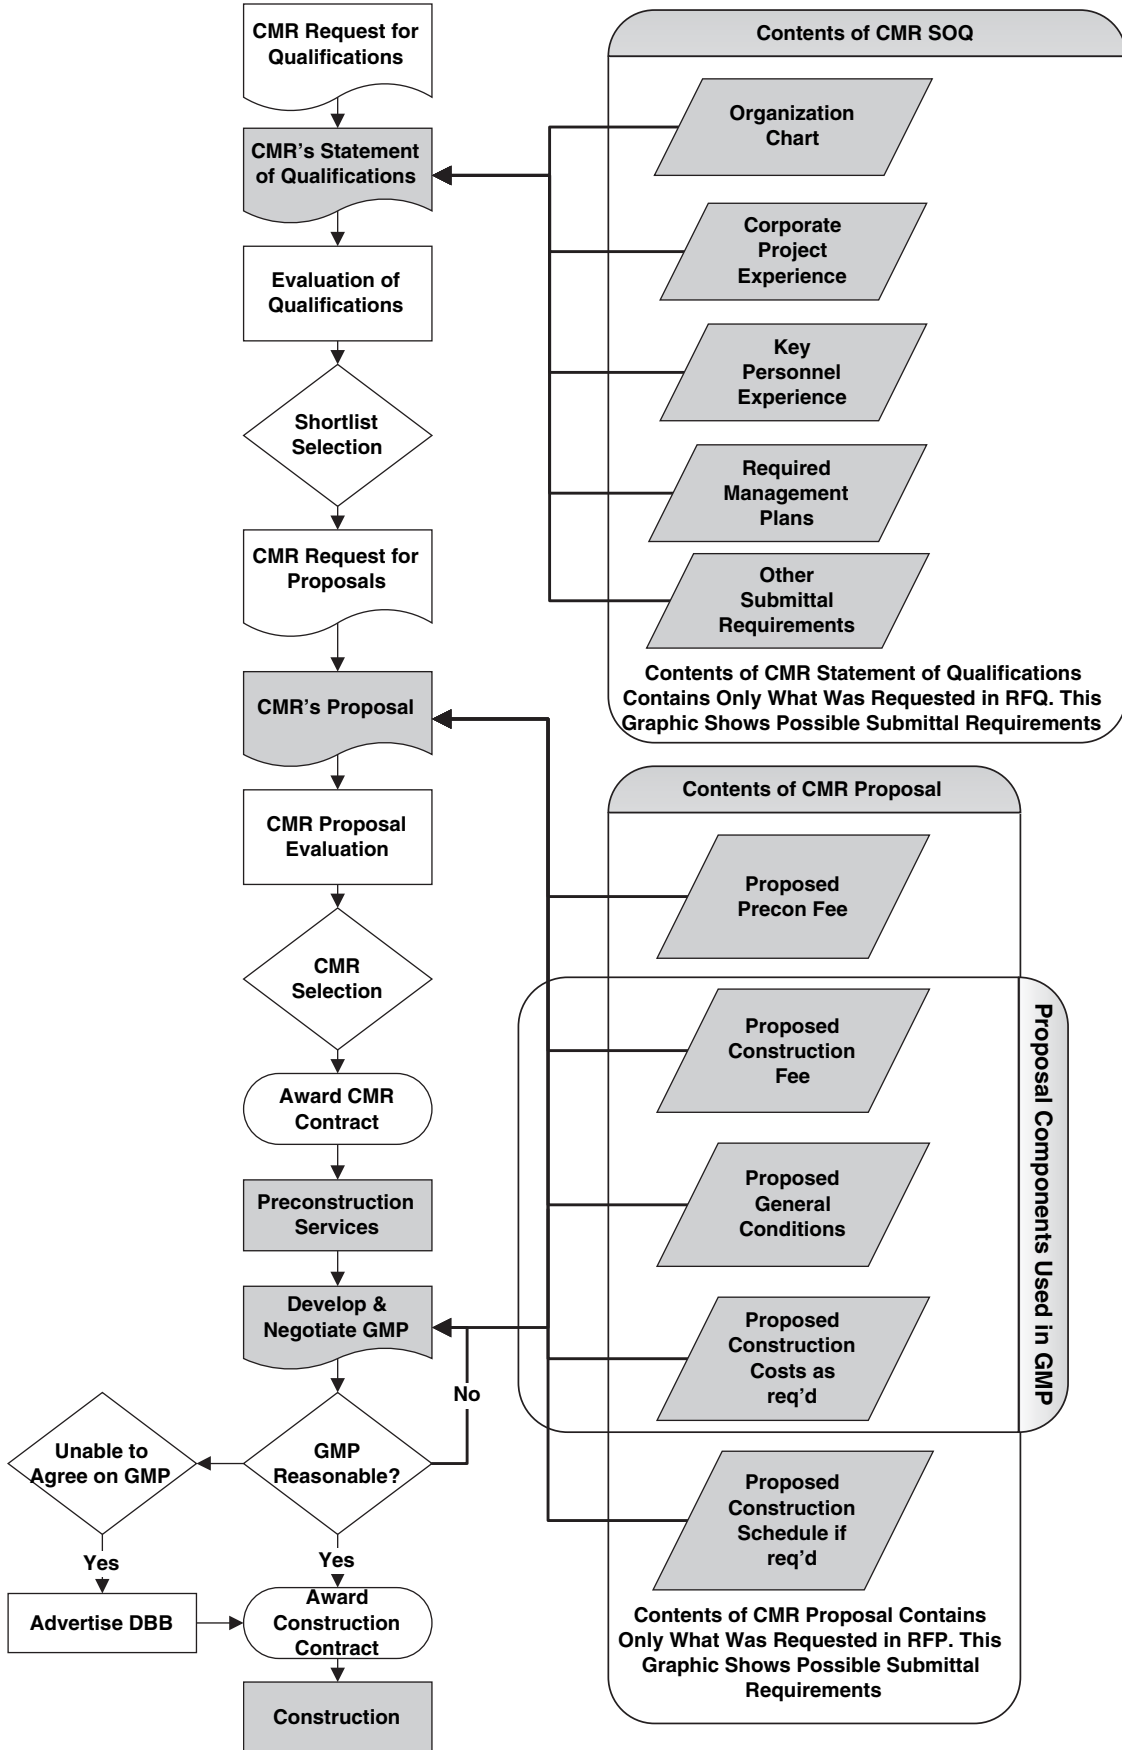 CMR Request for
Qualifications
CMR's Statement
of Qualifications
Evaluation of
Qualifications
Shortlist
Selection
CMR Request for
Proposals
CMR's Proposal
CMR Proposal
Evaluation
CMR
Selection
Award CMR
Contract
Preconstruction
Services
Develop &
Negotiate GMP
No
GMP
Reasonable?
Unable to
Agree on GMP
Yes
Yes
Advertise DBB
Award
Construction
Contract
Construction
Contents of CMR SOQ
Organization
Chart
Corporate
Project
Experience
Key
Personnel
Experience
Required
Management
Plans
Other
Submittal
Requirements
Contents of CMR Statement of Qualifications
Contains Only What Was Requested in RFQ. This
Graphic Shows Possible Submittal Requirements
Contents of CMR Proposal
Proposed
Precon Fee
Proposed
Construction
Fee
Proposed
General
Conditions
Proposed
Construction
Costs as
req'd
Proposal Components Used in GMP
Proposed
Construction
Schedule if
req'd
Contents of CMR Proposal Contains
Only What Was Requested in RFP. This
Graphic Shows Possible Submittal
Requirements